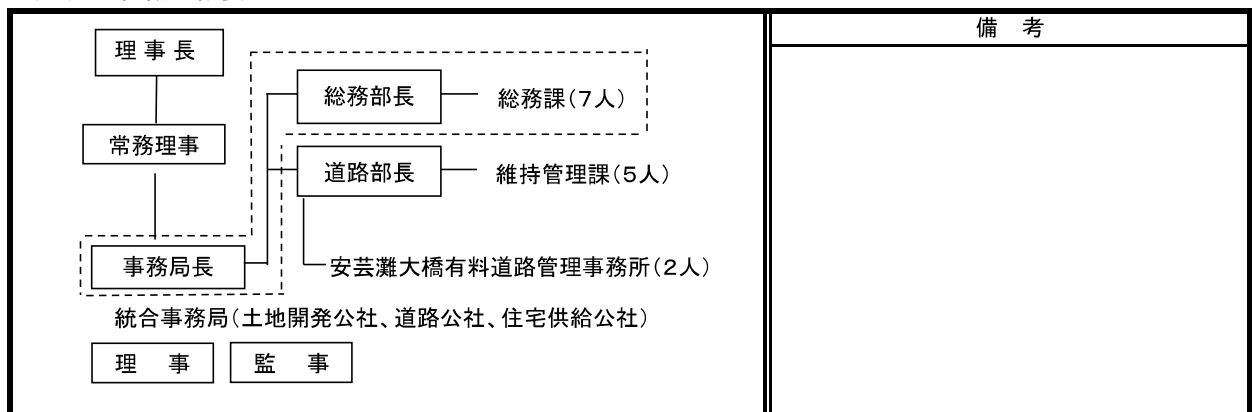 備　考
理 事 長
総務部長　総務課（7人）
常務理事
道路部長　維持管理課（5人）
事務局長　安芸灘大橋有料道路管理事務所（2人）
統合事務局（土地開発公社、道路公社、住宅供給公社）
理　事　監　事